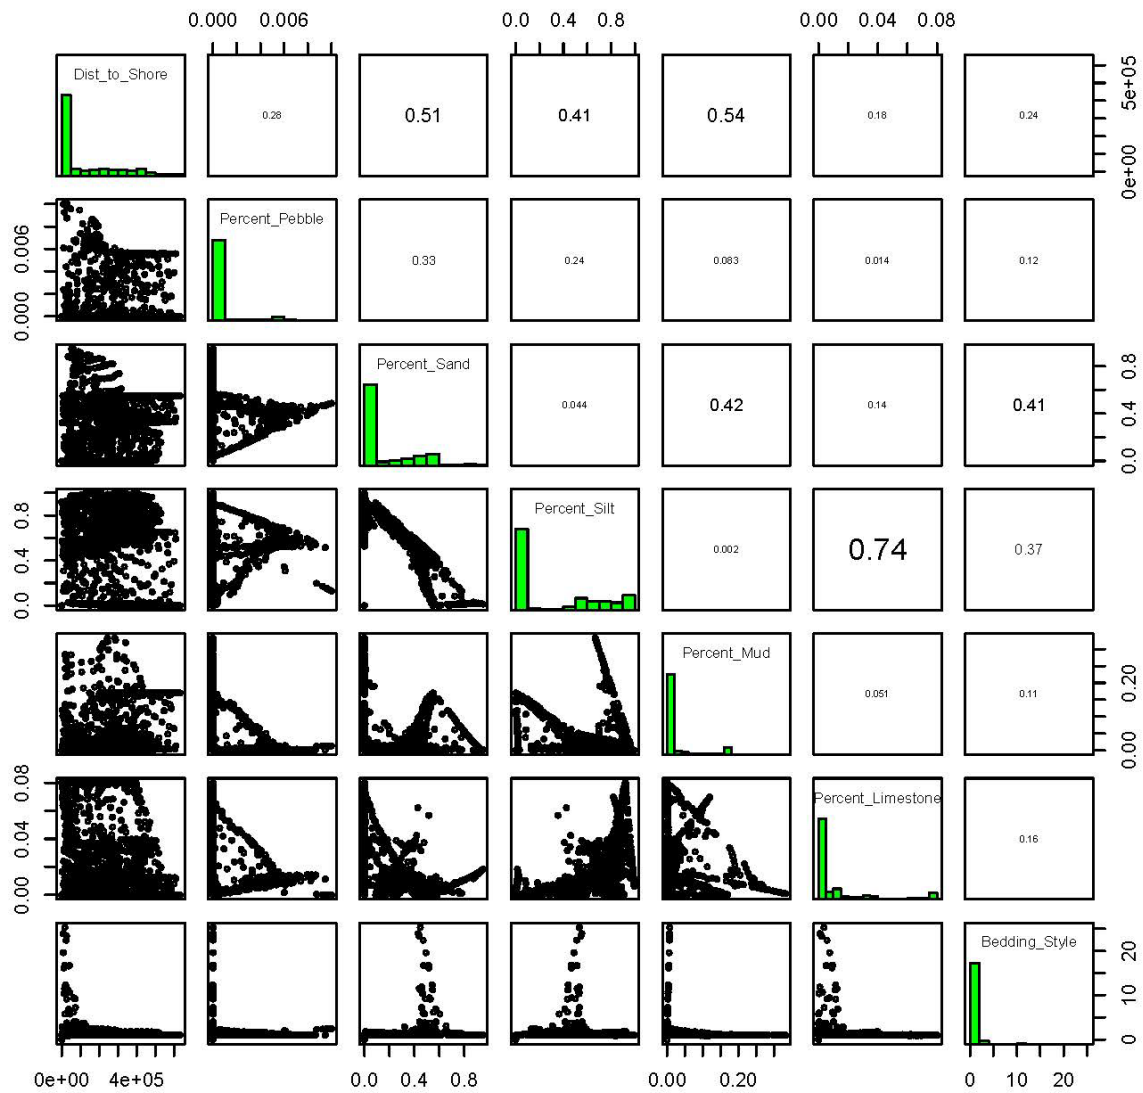 0.000 0.006 0.0 0.4 0.8 0.00 0.04 0.08
Dist_to_Shore 0.28 0.51 0.41 0.54 0.18 0.24 0e+00 5e+05
0.000 0.006 Percent_Pebble 0.33 0.24 0.083 0.014 0.12
Percent_Sand 0.044 0.42 0.14 0.41 0.0 0.4 0.8
0.0 0.4 0.8 Percent_Silt 0.002 0.74 0.37
Percent_Mud 0.051 0.11 0.00 0.20
0.00 0.04 0.08 Percent_Limestone 0.16
Bedding_Style 0 10 20
0e+00 4e+05 0.0 0.4 0.8 0.00 0.20 0 10 20